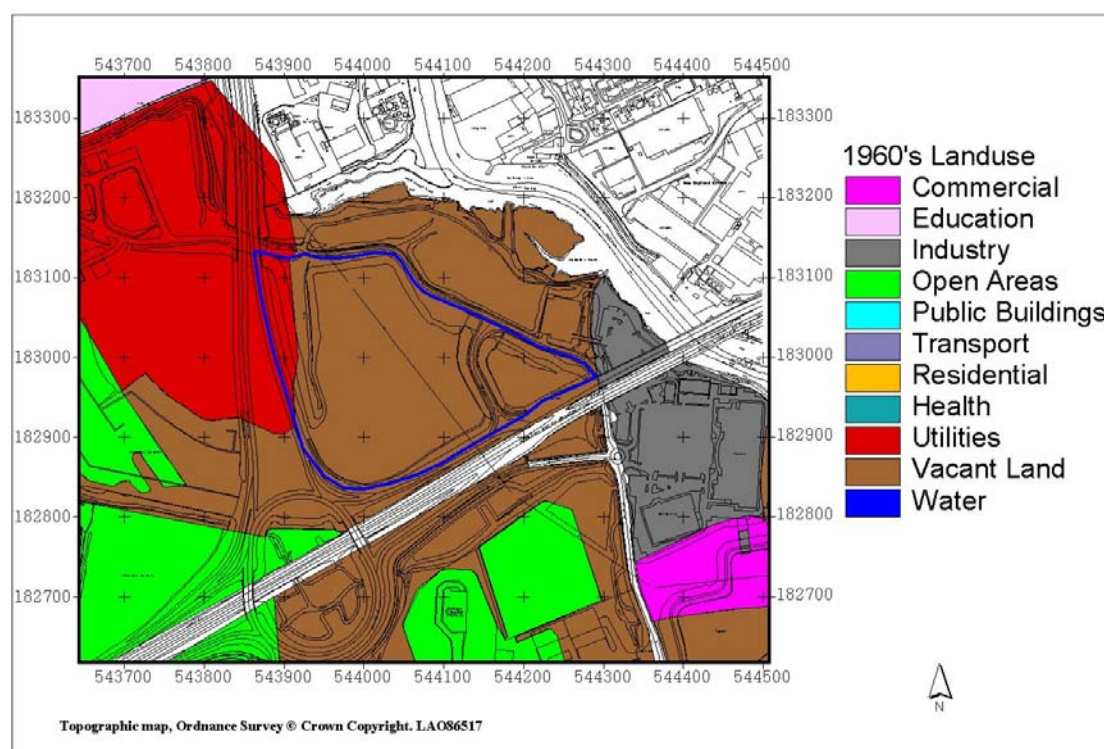 543700 543800 543900 544000 544100 544200 544300 544400 544500
183300 183300
183200 183200
183100 183100
183000 183000
182900 182900
182800 182800
182700 182700
543700 543800 543900 544000 544100 544200 544300 544400 544500
1960's Landuse
Commercial
Education
Industry
Open Areas
Public Buildings
Transport
Residential
Health
Utilities
Vacant Land
Water
N
Topographic map, Ordnance Survey © Crown Copyright. LAO86517